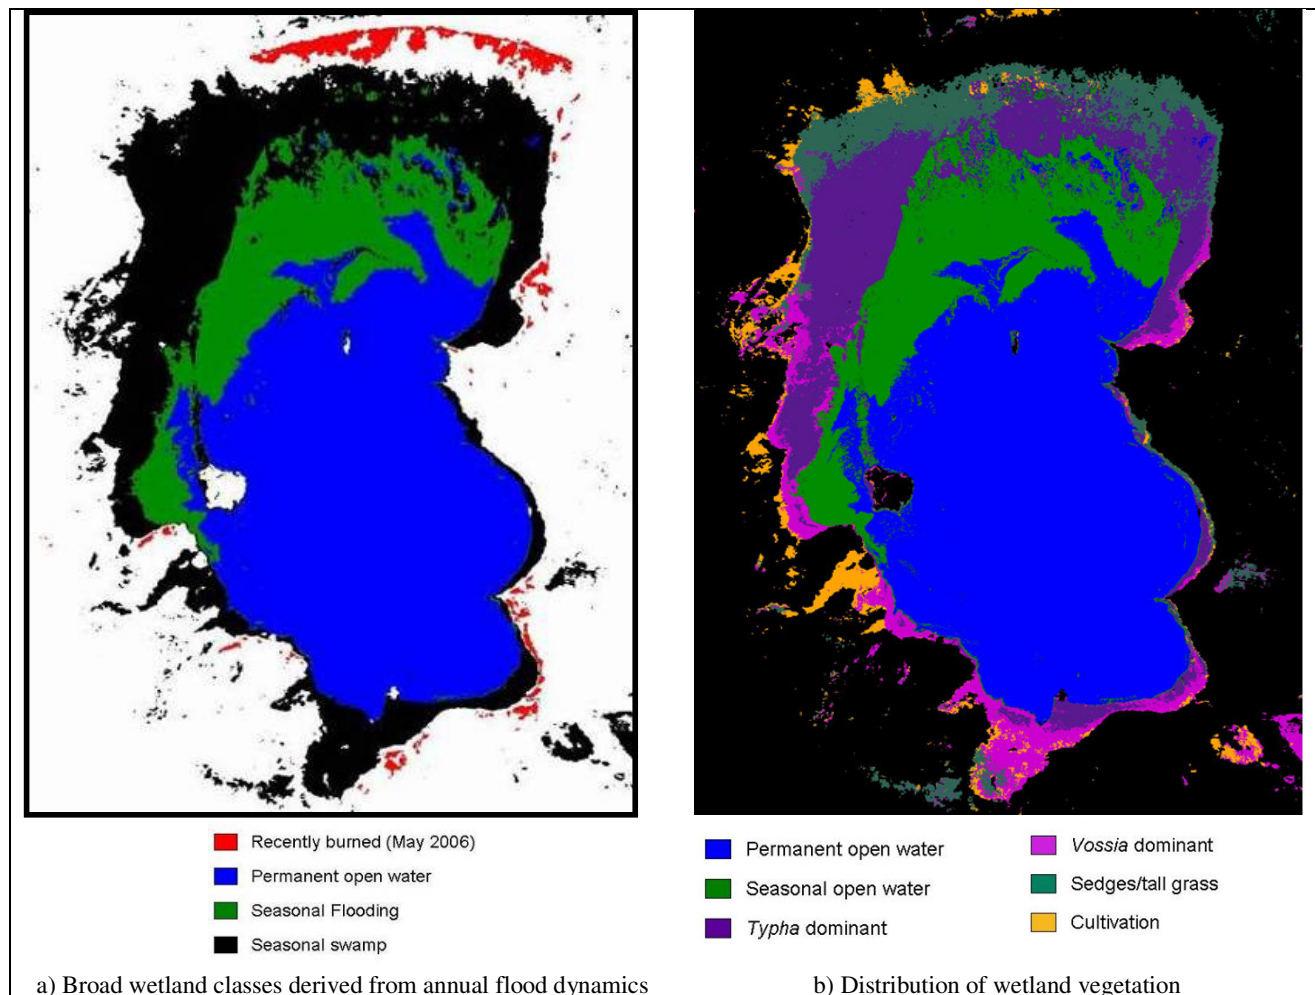 Recently burned (May 2006)
Permanent open water
Seasonal Flooding
Seasonal swamp
a) Broad wetland classes derived from annual flood dynamics
Permanent open water
Seasonal open water
Typha dominant
Vossia dominant
Sedges/tall grass
Cultivation
b) Distribution of wetland vegetation